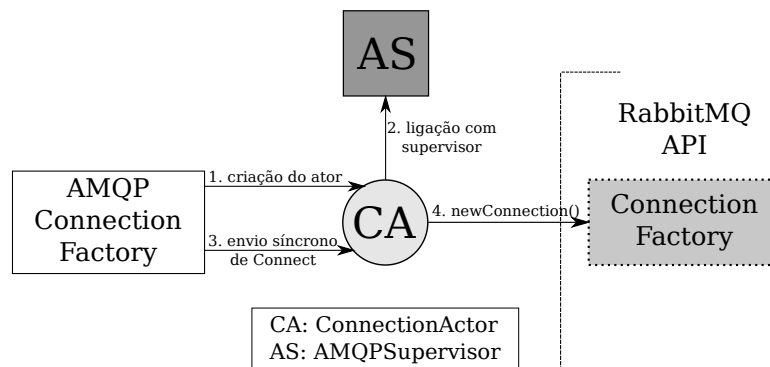 AS
2. ligação com
supervisor
RabbitMQ
API
AMQP
Connection
Factory
1. criação do ator
CA
3. envio síncrono
de Connect
4. newConnection()
Connection
Factory
CA: ConnectionActor
AS: AMQPSupervisor